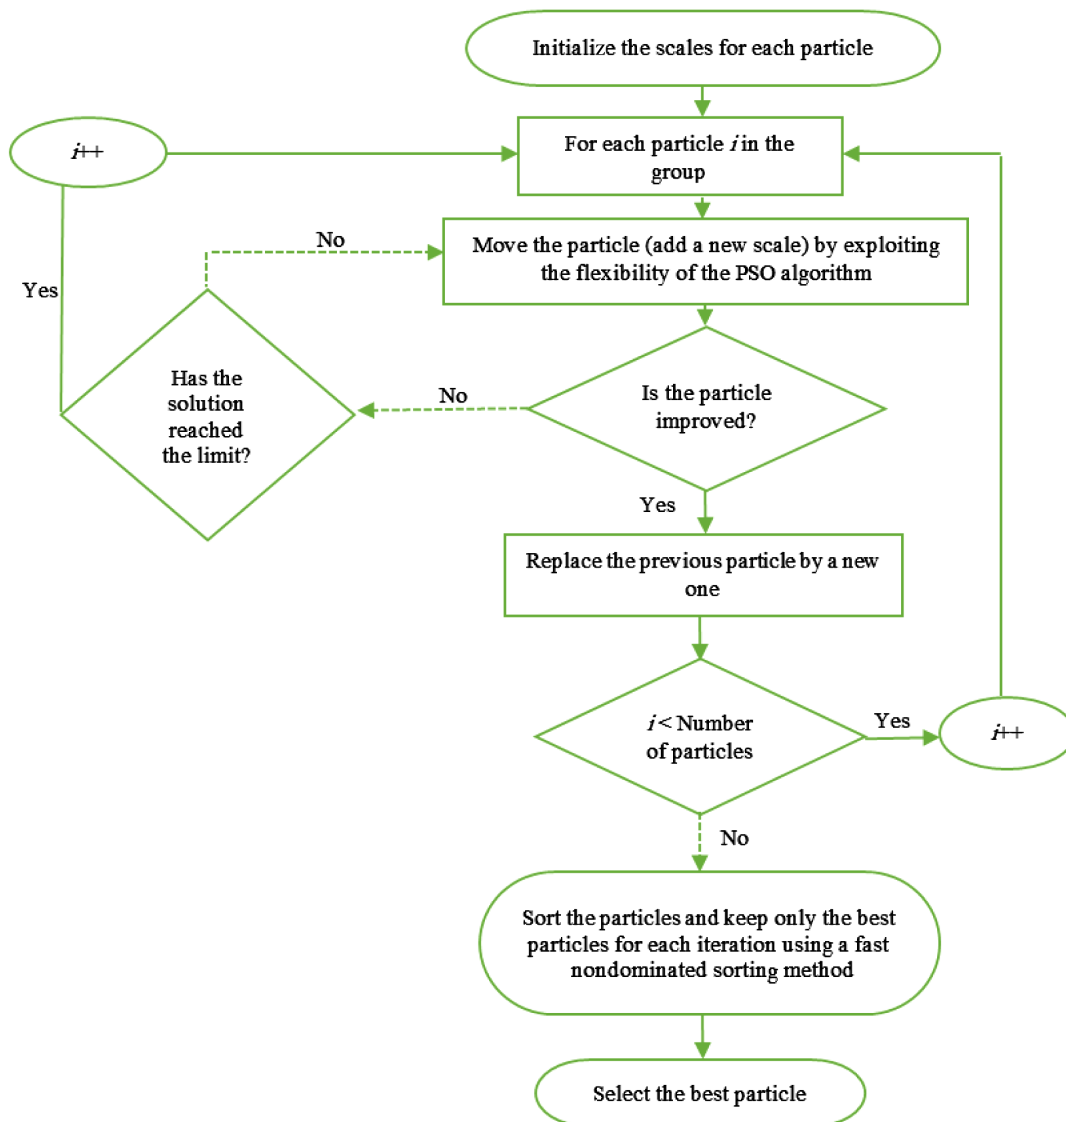 Initialize the scales for each particle
i++
For each particle i in the
group
No
Move the particle (add a new scale) by exploiting
the flexibility of the PSO algorithm
Yes
Has the
solution
reached
the limit?
No
Is the particle
improved?
Yes
Replace the previous particle by a new
one
i < Number
of particles
Yes
i++
No
Sort the particles and keep only the best
particles for each iteration using a fast
nondominated sorting method
Select the best particle